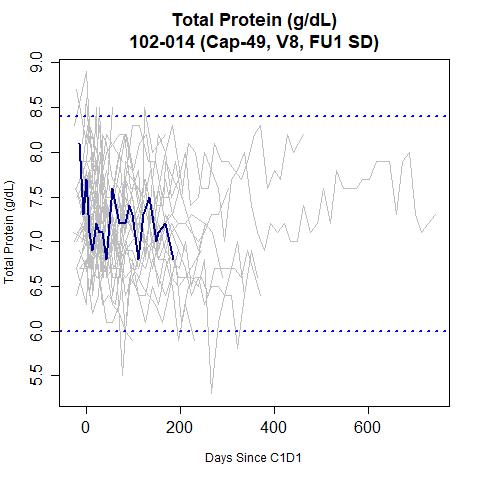 Total Protein (g/dL)
102-014 (Cap-49, V8, FU1 SD)
Total Protein (g/dL)
9.0
8.5
8.0
7.5
7.0
6.5
6.0
5.5
0 200 400 600
Days Since C1D1